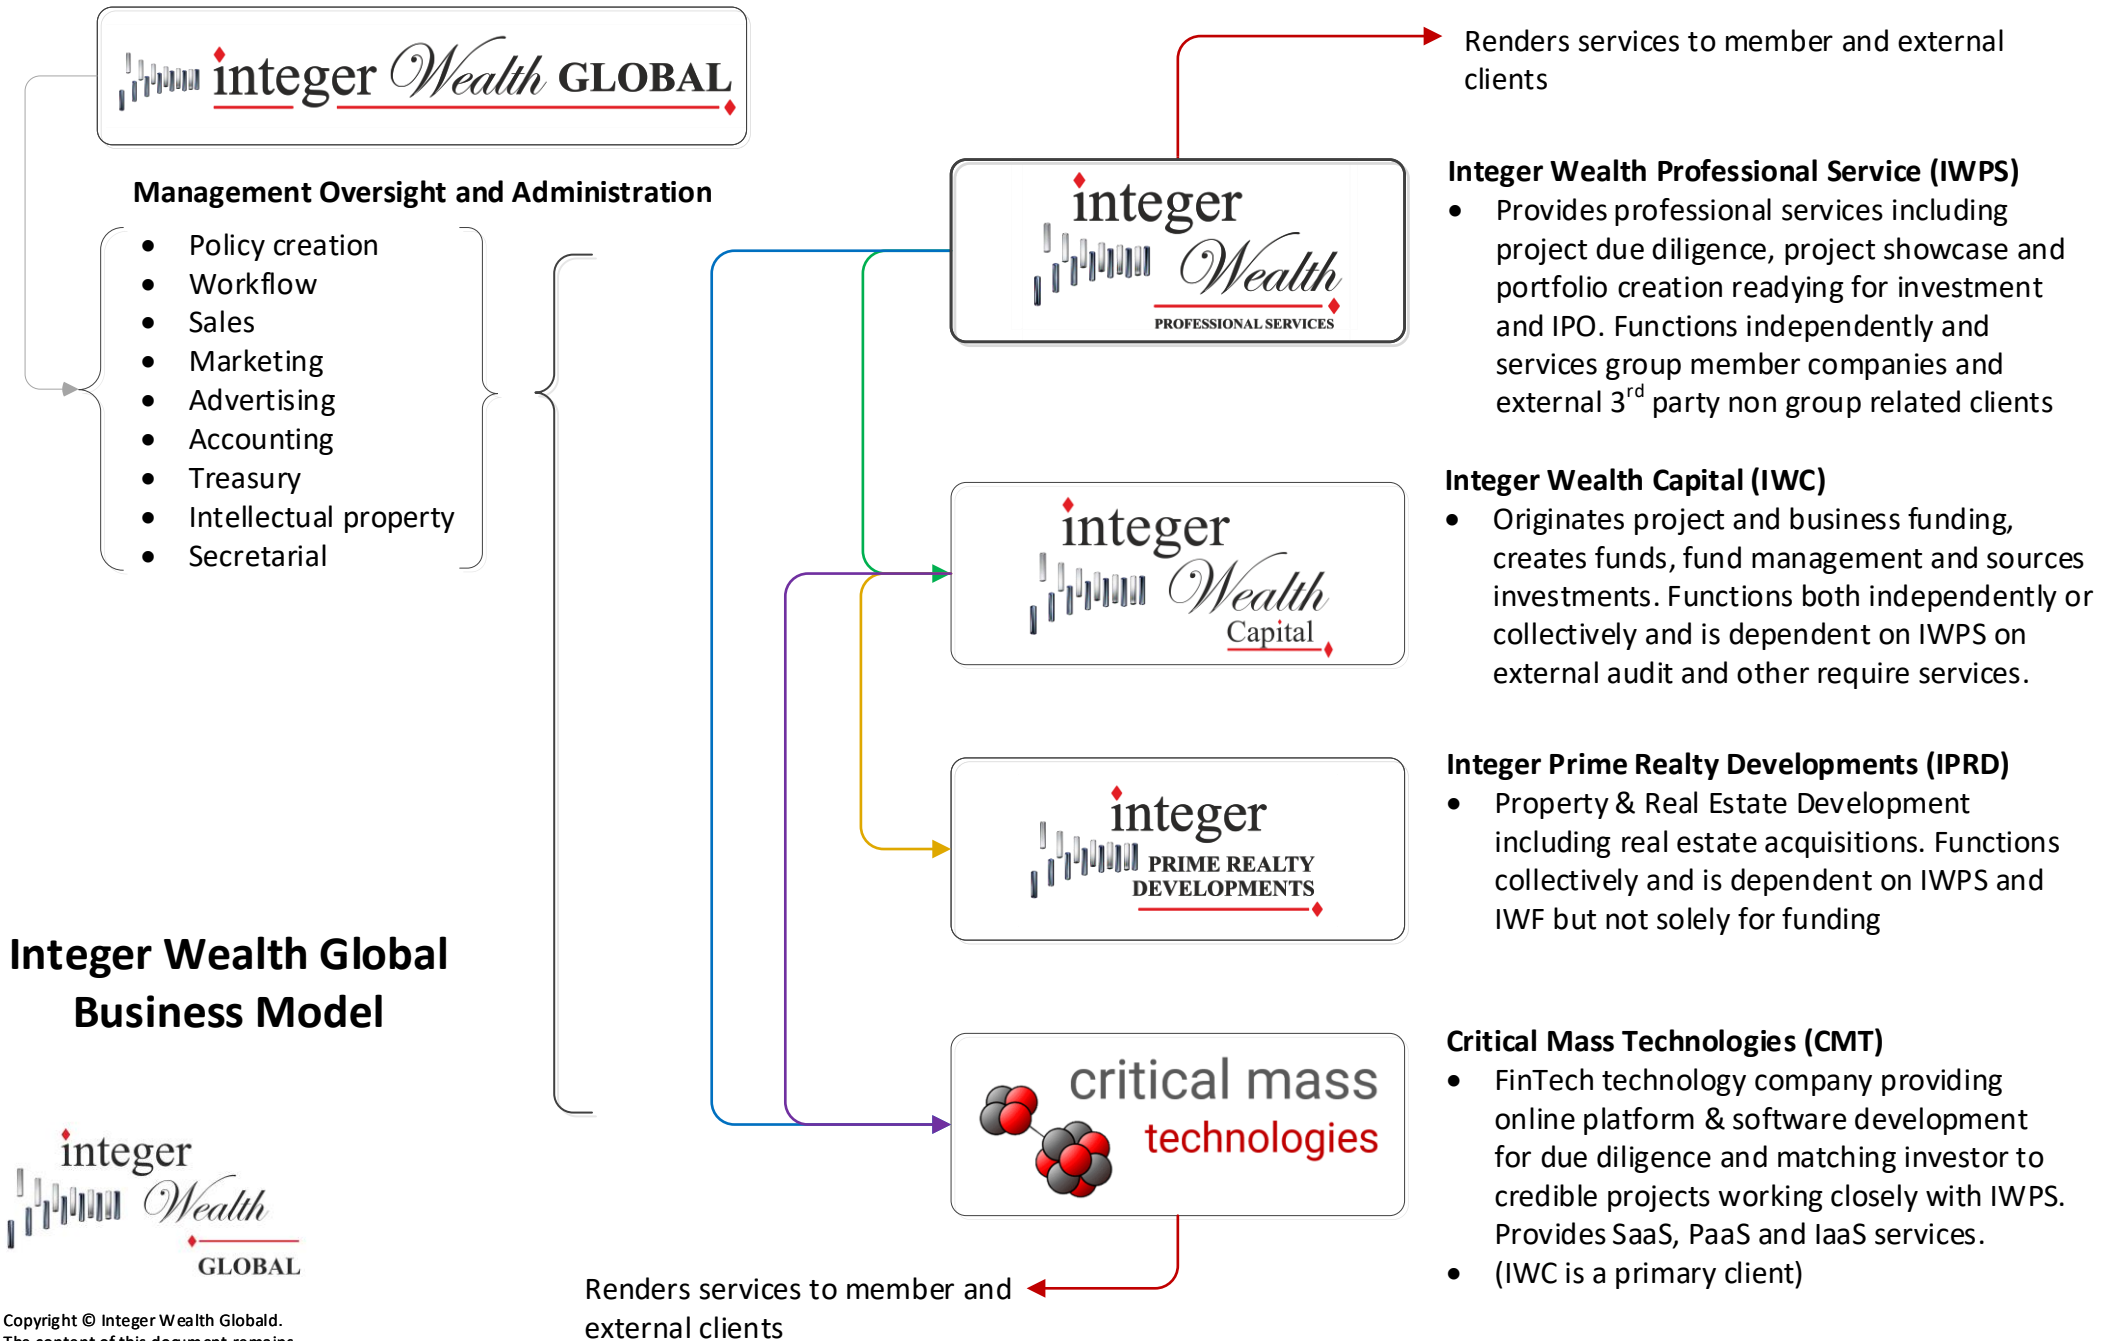 integer Wealth GLOBAL
Management Oversight and Administration
• Policy creation
• Workflow
• Sales
• Marketing
• Advertising
• Accounting
• Treasury
• Intellectual property
• Secretarial
Integer Wealth Global
Business Model
integer
Wealth
GLOBAL
Copyright © Integer Wealth Globald.
The content of this document remains
Renders services to member and external
clients
integer
Wealth
PROFESSIONAL SERVICES
Integer Wealth Professional Service (IWPS)
• Provides professional services including
project due diligence, project showcase and
portfolio creation readying for investment
and IPO. Functions independently and
services group member companies and
external 3rd party non group related clients
integer
Wealth
Capital
Integer Wealth Capital (IWC)
• Originates project and business funding,
creates funds, fund management and sources
investments. Functions both independently or
collectively and is dependent on IWPS on
external audit and other require services.
integer
PRIME REALTY
DEVELOPMENTS
Integer Prime Realty Developments (IPRD)
• Property & Real Estate Development
including real estate acquisitions. Functions
collectively and is dependent on IWPS and
IWF but not solely for funding
critical mass
technologies
Critical Mass Technologies (CMT)
• FinTech technology company providing
online platform & software development
for due diligence and matching investor to
credible projects working closely with IWPS.
Provides SaaS, PaaS and IaaS services.
• (IWC is a primary client)
Renders services to member and
external clients